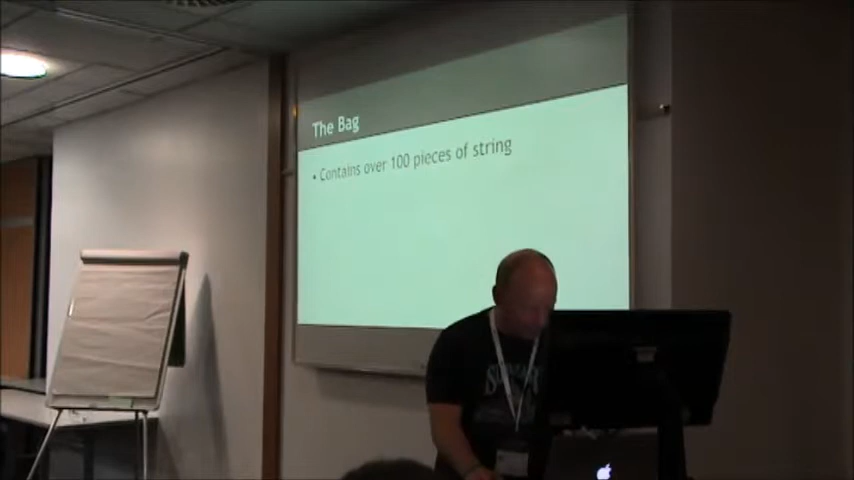 The Bag
• Contains over 100 pieces of string